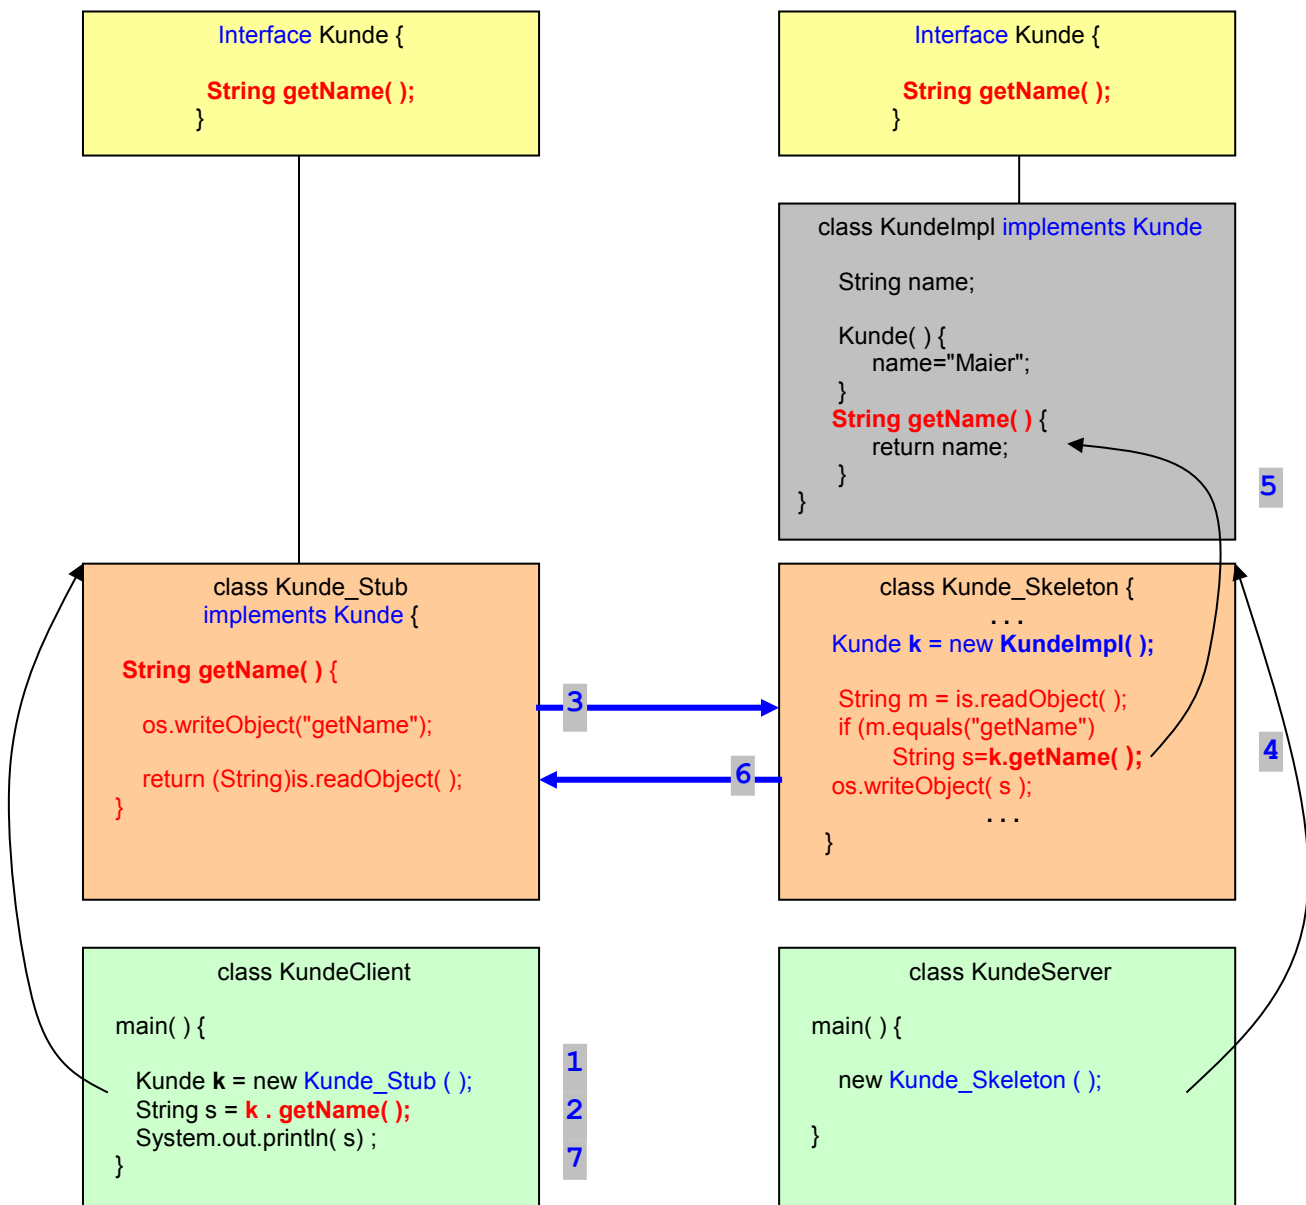 Interface Kunde {
String getName( );
}
Interface Kunde {
String getName( );
}
class KundeImpl implements Kunde
String name;
Kunde( ) {
name="Maier";
}
String getName( ) {
return name;
}
}
5
class Kunde_Stub
implements Kunde {
String getName( ) {
os.writeObject("getName");
return (String)is.readObject( );
}
3
6
class Kunde_Skeleton {
. . .
Kunde k = new KundeImpl( );
String m = is.readObject( );
if (m.equals("getName")
String s=k.getName( );
os.writeObject( s );
. . .
}
4
class KundeClient
main( ) {
Kunde k = new Kunde_Stub ( );
String s = k . getName( );
System.out.println( s) ;
}
1
2
7
class KundeServer
main( ) {
new Kunde_Skeleton ( );
}